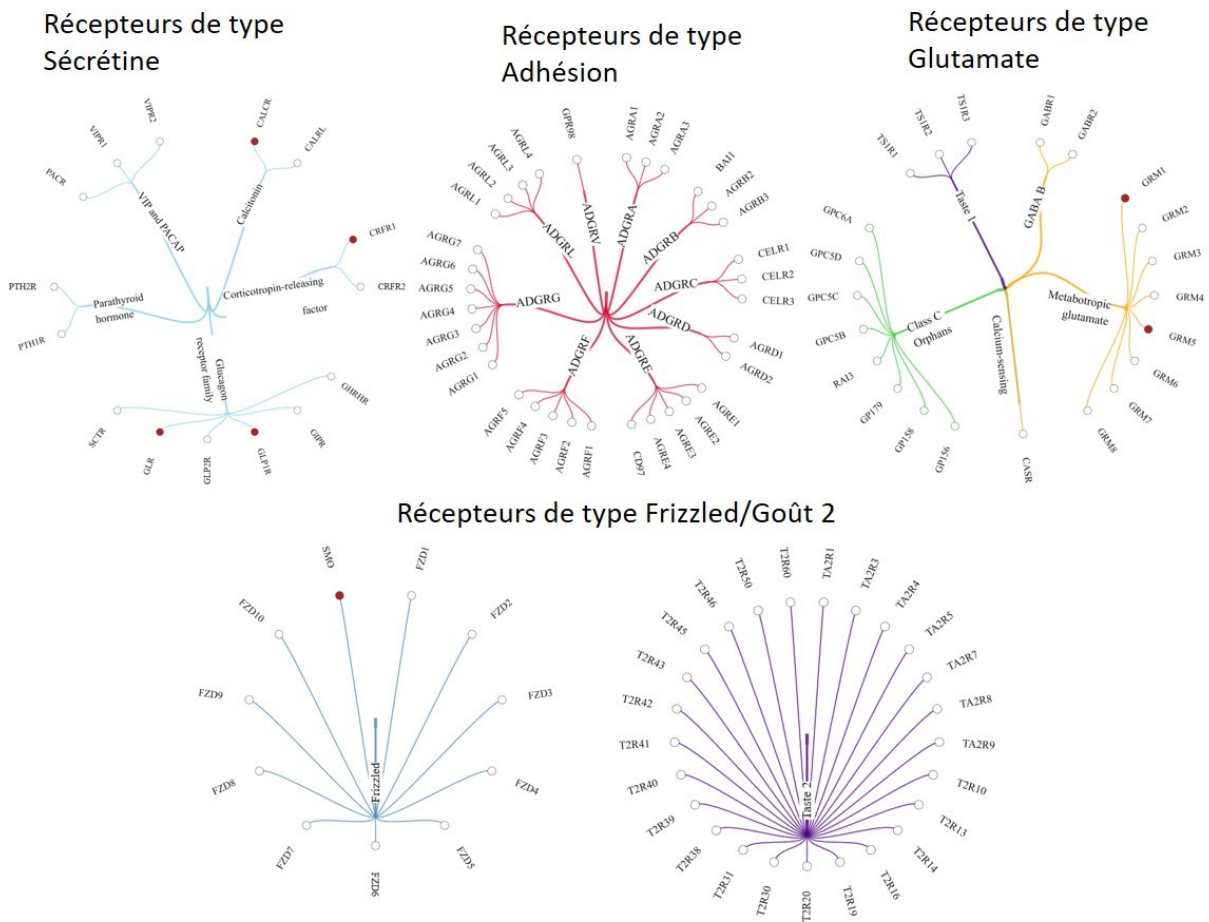 Récepteurs de type
Sécrétine
VIPR2
VIPR1
PACR
VIP and PACAP
CALCR
CALRL
Calcitonin
CRFR1
CRFR2
Corticotropin-releasing
factor
PTH2R
PTH1R
Parathyroid
hormone
Glucagon
receptor family
GHRHR
GIPR
GLP1R
GLP2R
GLR
SCTR
Récepteurs de type
Adhésion
GPR98
ADGRV
AGRA1
AGRA2
AGRA3
ADGRA
BAI1
AGRB2
AGRB3
ADGRB
CELR1
CELR2
CELR3
ADGRC
AGRD1
AGRD2
ADGRD
AGRE1
AGRE2
AGRE3
AGRE4
CD97
ADGRE
AGRF1
AGRF2
AGRF3
AGRF4
AGRF5
ADGRF
AGRG1
AGRG2
AGRG3
AGRG4
AGRG5
AGRG6
AGRG7
ADGRG
AGRL1
AGRL2
AGRL3
AGRL4
ADGRL
Récepteurs de type
Glutamate
TS1R1
TS1R2
TS1R3
Taste 1
GABR1
GABR2
GABA B
GRM1
GRM2
GRM3
GRM4
GRM5
GRM6
GRM7
GRM8
Metabotropic
glutamate
CASR
Calcium-sensing
GP156
GP158
GP179
RAI3
GPC5B
GPC5C
GPC5D
GPC6A
Class C
Orphans
Récepteurs de type Frizzled/Goût 2
SMO
FZD1
FZD2
FZD3
FZD4
FZD5
FZD6
FZD7
FZD8
FZD9
FZD10
Frizzled
TA2R1
TA2R3
TA2R4
TA2R5
TA2R7
TA2R8
TA2R9
T2R10
T2R13
T2R14
T2R16
T2R19
T2R20
T2R30
T2R31
T2R38
T2R39
T2R40
T2R41
T2R42
T2R43
T2R45
T2R46
T2R50
T2R60
Taste 2